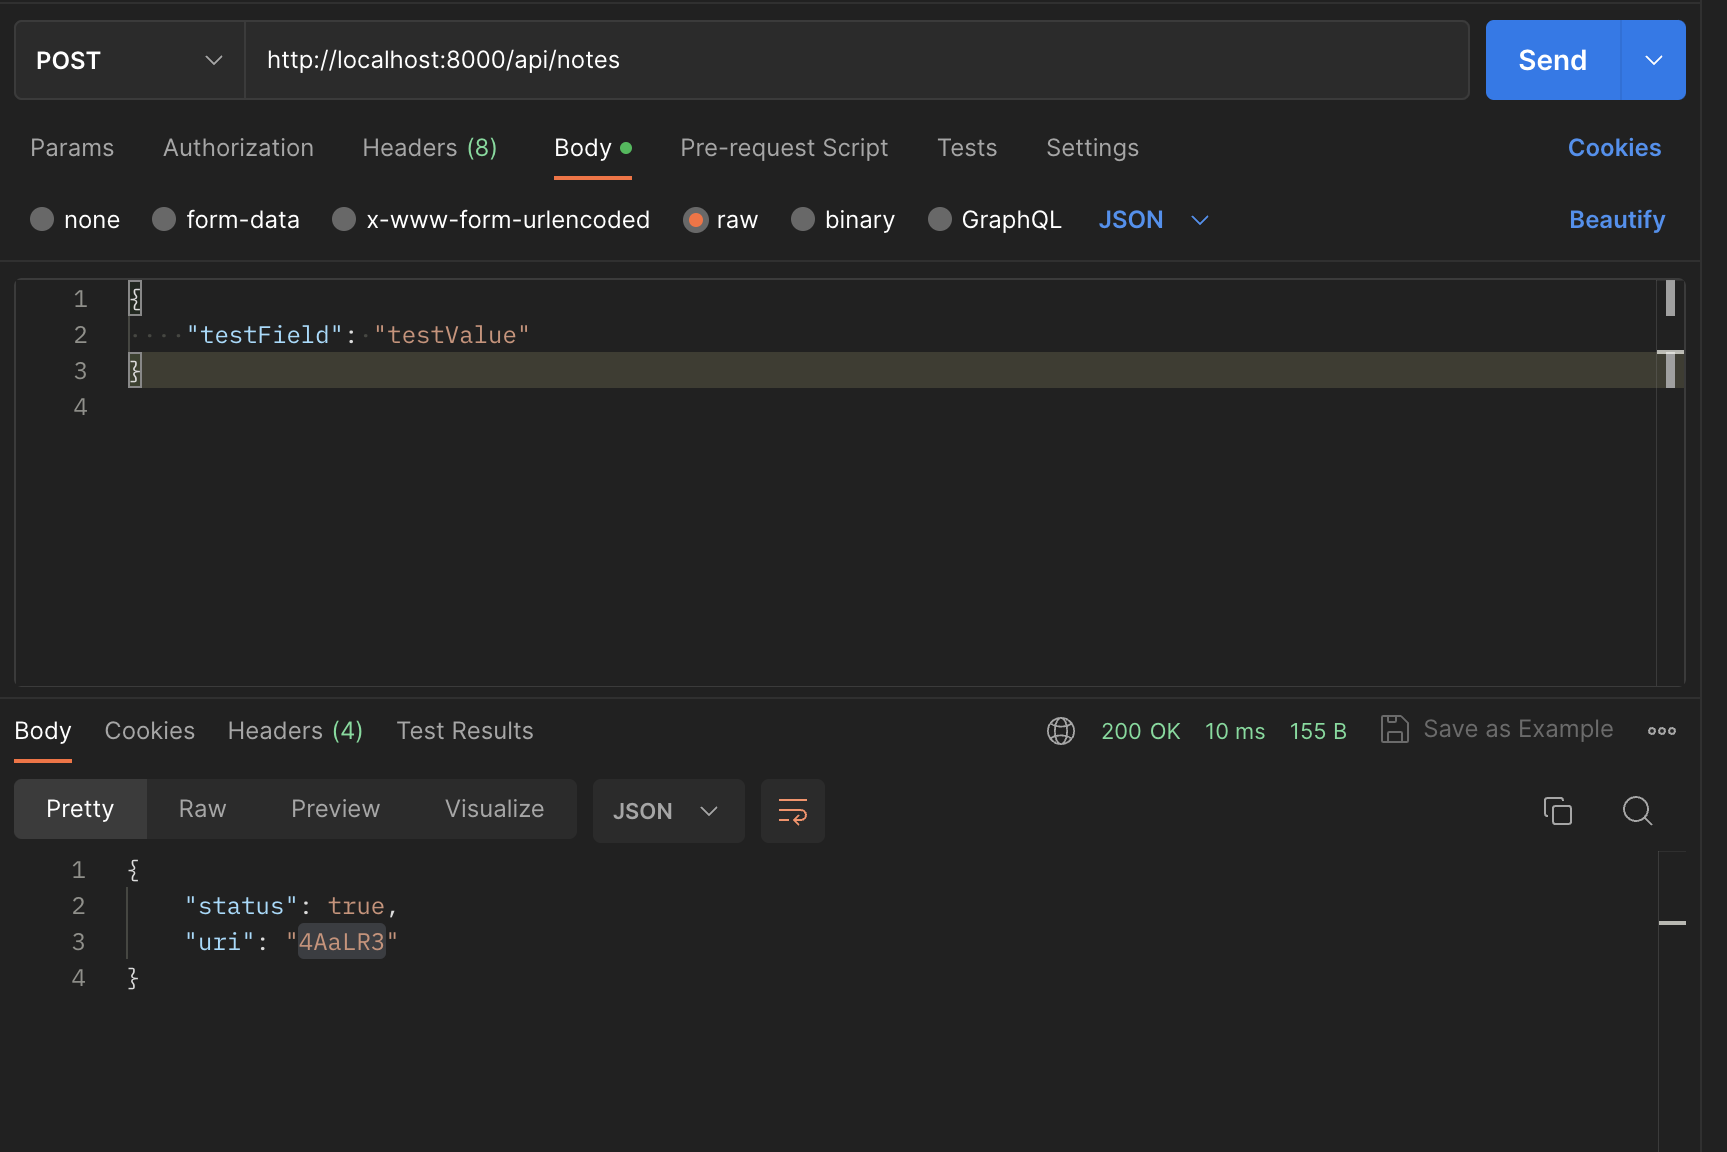 POST http://localhost:8000/api/notes Send
Params Authorization Headers (8) Body Pre-request Script Tests Settings Cookies
none form-data x-www-form-urlencoded raw binary GraphQL JSON Beautify
1 {
2 "testField": "testValue"
3 }
4
Body Cookies Headers (4) Test Results 200 OK 10 ms 155 B Save as Example
Pretty Raw Preview Visualize JSON
1 {
2 "status": true,
3 "uri": "4AaLR3"
4 }